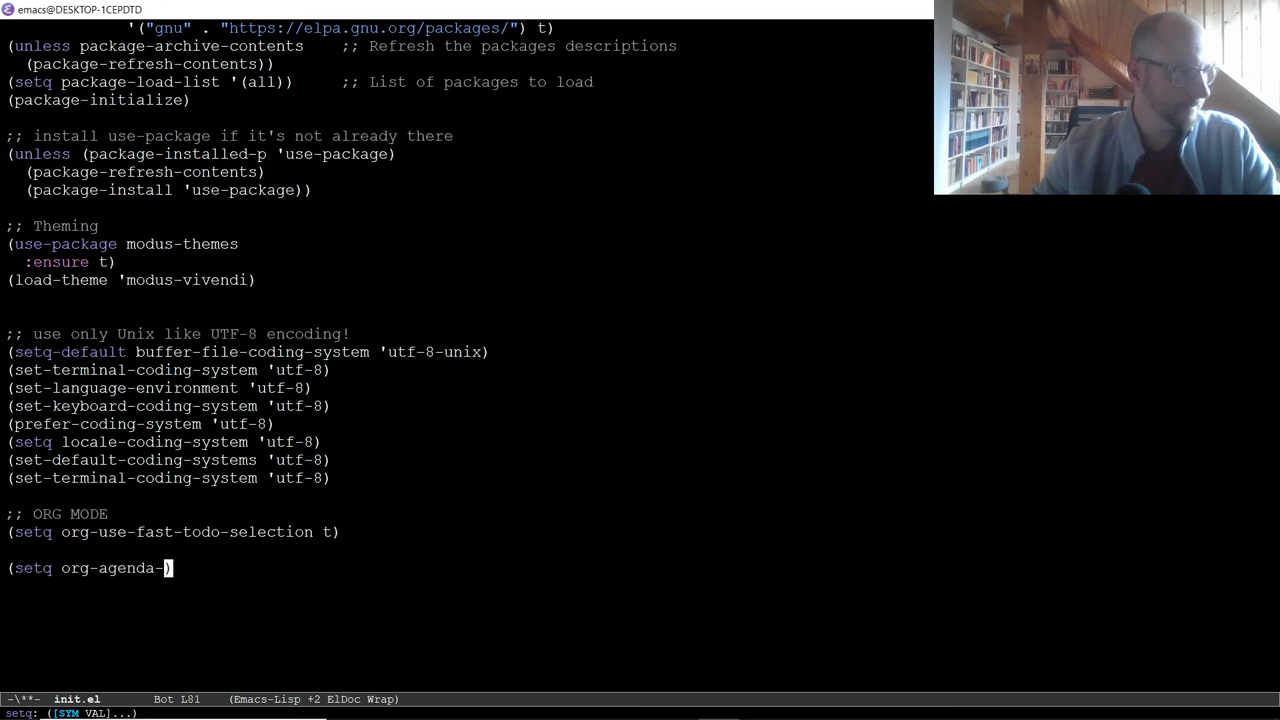 emacs@DESKTOP-1CEPDTD
'("gnu" . "https://elpa.gnu.org/packages/") t)
(unless package-archive-contents    ;; Refresh the packages descriptions
  (package-refresh-contents))
(setq package-load-list '(all))     ;; List of packages to load
(package-initialize)
;; install use-package if it's not already there
(unless (package-installed-p 'use-package)
  (package-refresh-contents)
  (package-install 'use-package))
;; Theming
(use-package modus-themes
  :ensure t)
(load-theme 'modus-vivendi)
;; use only Unix like UTF-8 encoding!
(setq-default buffer-file-coding-system 'utf-8-unix)
(set-terminal-coding-system 'utf-8)
(set-language-environment 'utf-8)
(set-keyboard-coding-system 'utf-8)
(prefer-coding-system 'utf-8)
(setq locale-coding-system 'utf-8)
(set-default-coding-systems 'utf-8)
(set-terminal-coding-system 'utf-8)
;; ORG MODE
(setq org-use-fast-todo-selection t)
(setq org-agenda-)
-\**-  init.el      Bot L81    (Emacs-Lisp +2 ElDoc Wrap)
setq: ([SYM VAL]...)